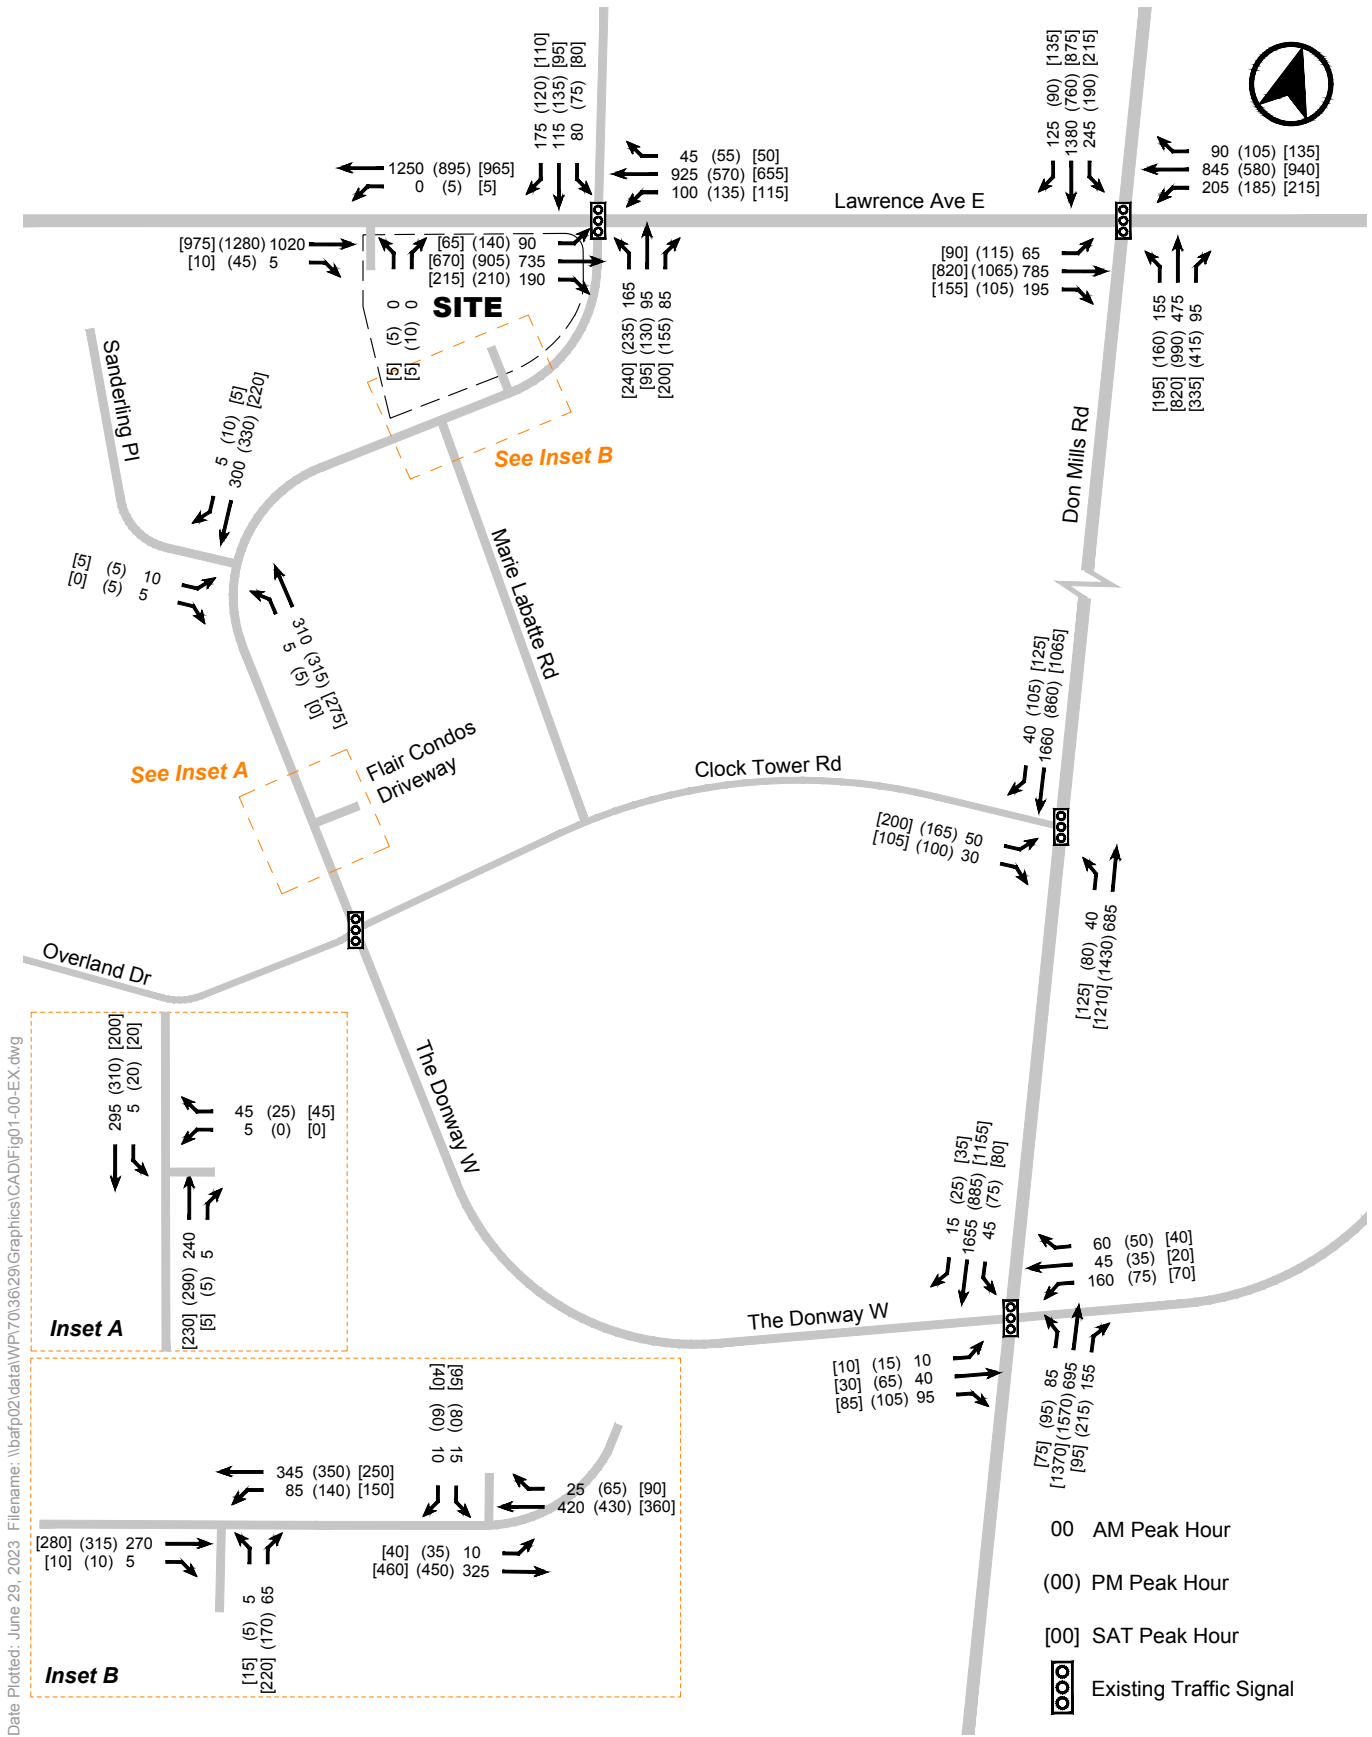 175 (120) [110]
115 (135) [95]
80 (75) [80]
125 (90) [135]
1380 (760) [875]
245 (190) [215]
1250 (895) [965]
0 (5) [5]
45 (55) [50]
925 (570) [655]
100 (135) [115]
90 (105) [135]
845 (580) [940]
205 (185) [215]
Lawrence Ave E
[975] (1280) 1020
[10] (45) 5
[65] (140) 90
[670] (905) 735
[215] (210) 190
[90] (115) 65
[820] (1065) 785
[155] (105) 195
SITE
[5] (5) 0
[5] (10) 0
[240] (235) 165
[95] (130) 95
[200] (155) 85
[195] (160) 155
[820] (990) 475
[335] (415) 95
Sanderling Pl
5 (10) [5]
300 (330) [220]
See Inset B
Don Mills Rd
[5] (5) 10
[0] (5) 5
Marie Labatte Rd
310 (315) [275]
5 (5) [0]
40 (105) [125]
1660 (860) [1065]
See Inset A
Flair Condos
Driveway
Clock Tower Rd
[200] (165) 50
[105] (100) 30
[125] (80) 40
[1210] (1430) 685
Overland Dr
The Donway W
295 (310) [200]
5 (20) [20]
45 (25) [45]
5 (0) [0]
[230] (290) 240
[5] (5) 5
Inset A
15 (25) [35]
1655 (885) [1155]
45 (75) [80]
60 (50) [40]
45 (35) [20]
160 (75) [70]
The Donway W
[10] (15) 10
[30] (65) 40
[85] (105) 95
[75] (95) 85
[1370] (1570) 695
[95] (215) 155
[40] (60) 10
[95] (80) 15
345 (350) [250]
85 (140) [150]
25 (65) [90]
420 (430) [360]
[280] (315) 270
[10] (10) 5
[40] (35) 10
[460] (450) 325
[15] (5) 5
[220] (170) 65
Inset B
00 AM Peak Hour
(00) PM Peak Hour
[00] SAT Peak Hour
Existing Traffic Signal
Date Plotted: June 29, 2023 Filename: \\bafp02\data\WP\70\36\29\Graphics\CAD\Fig01-00-EX.dwg